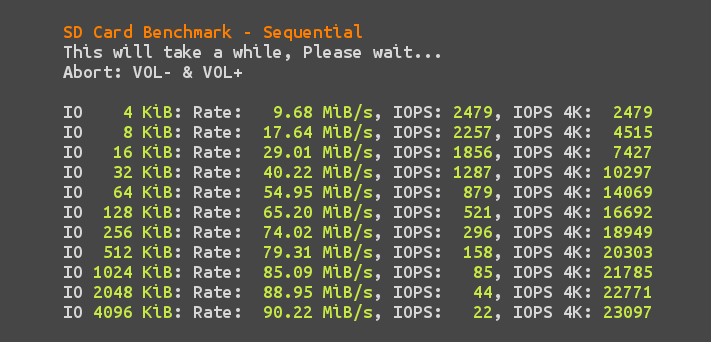 SD Card Benchmark - Sequential
This will take a while, Please wait...
Abort: VOL- & VOL+
IO    4 KiB: Rate:   9.68 MiB/s, IOPS: 2479, IOPS 4K:  2479
IO    8 KiB: Rate:  17.64 MiB/s, IOPS: 2257, IOPS 4K:  4515
IO   16 KiB: Rate:  29.01 MiB/s, IOPS: 1856, IOPS 4K:  7427
IO   32 KiB: Rate:  40.22 MiB/s, IOPS: 1287, IOPS 4K: 10297
IO   64 KiB: Rate:  54.95 MiB/s, IOPS:  879, IOPS 4K: 14069
IO  128 KiB: Rate:  65.20 MiB/s, IOPS:  521, IOPS 4K: 16692
IO  256 KiB: Rate:  74.02 MiB/s, IOPS:  296, IOPS 4K: 18949
IO  512 KiB: Rate:  79.31 MiB/s, IOPS:  158, IOPS 4K: 20303
IO 1024 KiB: Rate:  85.09 MiB/s, IOPS:   85, IOPS 4K: 21785
IO 2048 KiB: Rate:  88.95 MiB/s, IOPS:   44, IOPS 4K: 22771
IO 4096 KiB: Rate:  90.22 MiB/s, IOPS:   22, IOPS 4K: 23097